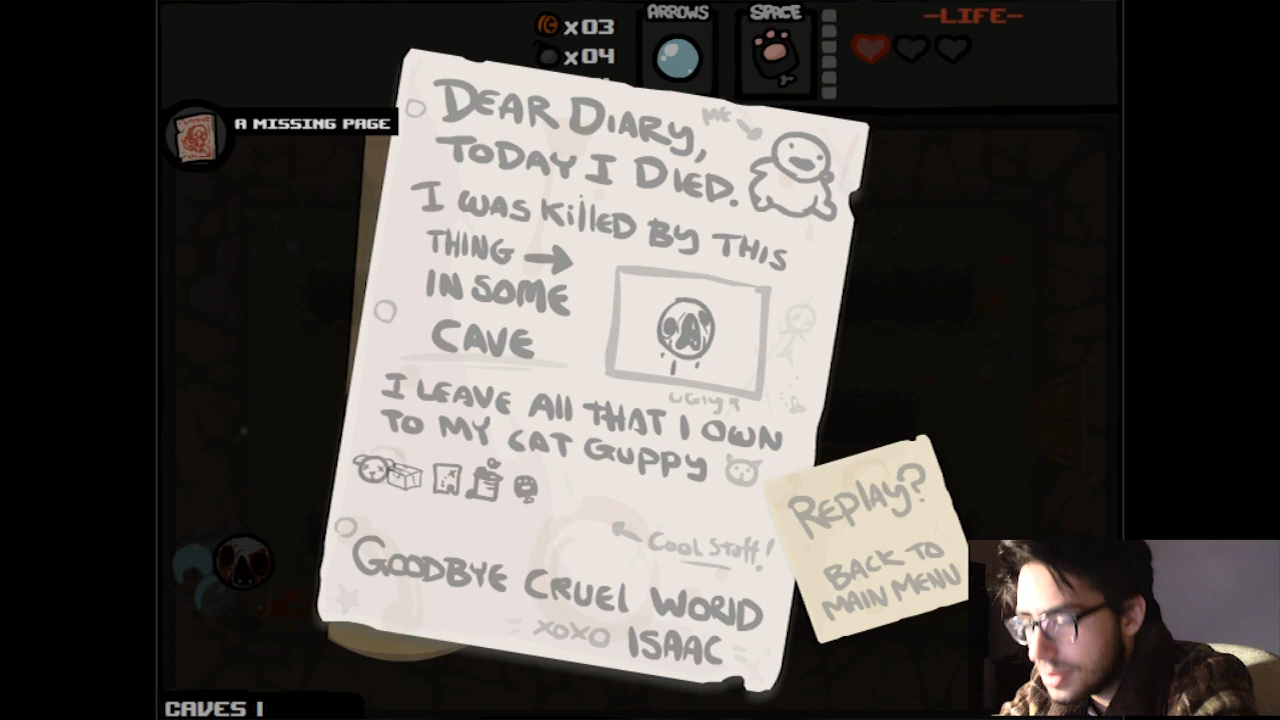 x03
x04
ARROWS
SPACE
-LIFE-
A MISSING PAGE
DEAR DIARY,
ME
TODAY I DIED.
I WAS KILLED BY THIS
THING
IN SOME
CAVE
UGLY
I LEAVE ALL THAT I OWN
TO MY CAT GUPPY
COOL STUFF!
GOODBYE CRUEL WORLD
XOXO ISAAC
REPLAY?
BACK TO
MAIN MENU
CAVES I